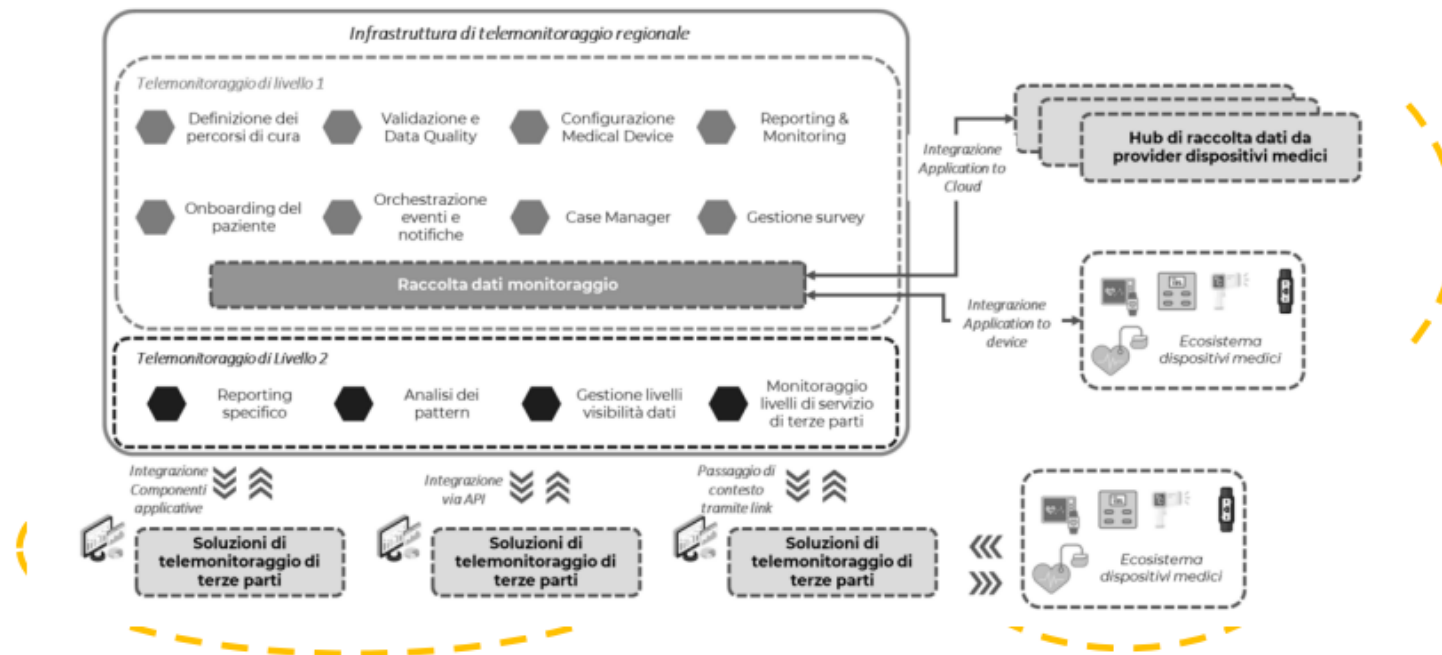 Infrastruttura di telemonitoraggio regionale
Telemonitoraggio di livello 1
Definizione dei
percorsi di cura
Validazione e
Data Quality
Configurazione
Medical Device
Reporting &
Monitoring
Onboarding del
paziente
Orchestrazione
eventi e
notifiche
Case Manager
Gestione survey
Raccolta dati monitoraggio
Telemonitoraggio di Livello 2
Reporting
specifico
Analisi dei
pattern
Gestione livelli
visibilità dati
Monitoraggio
livelli di servizio
di terze parti
Integrazione
Application to
Cloud
Hub di raccolta dati da
provider dispositivi medici
Integrazione
Application to
device
Ecosistema
dispositivi medici
Integrazione
Componenti
applicative
Integrazione
via API
Passaggio di
contesto
tramite link
Soluzioni di
telemonitoraggio di
terze parti
Soluzioni di
telemonitoraggio di
terze parti
Soluzioni di
telemonitoraggio di
terze parti
Ecosistema
dispositivi medici